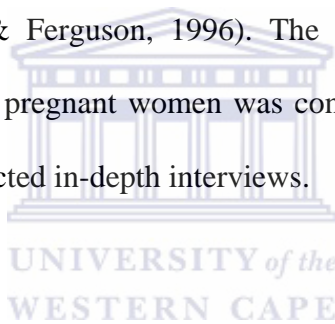 & Ferguson, 1996). The
pregnant women was con
cted in-depth interviews.
UNIVERSITY of the
WESTERN CAPE